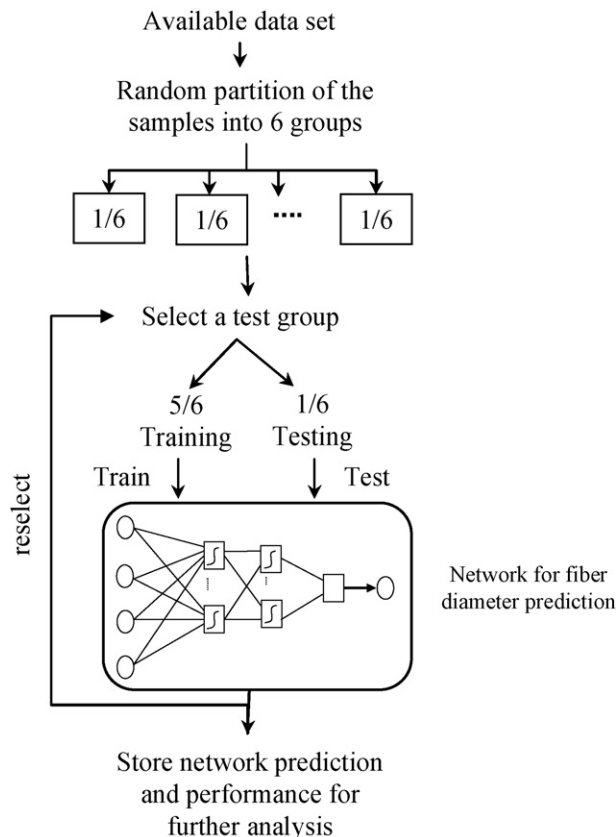 Available data set
Random partition of the
samples into 6 groups
1/6
1/6
....
1/6
Select a test group
5/6
Training
1/6
Testing
Train
Test
reselect
Network for fiber
diameter prediction
Store network prediction
and performance for
further analysis